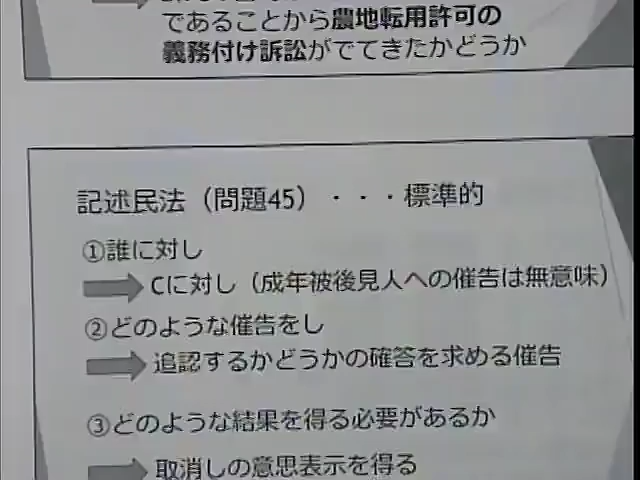 であることから農地転用許可の
義務付け訴訟がでてきたかどうか
記述民法（問題45）・・・標準的
①誰に対し
Cに対し（成年被後見人への催告は無意味）
②どのような催告をし
追認するかどうかの確答を求める催告
③どのような結果を得る必要があるか
取消しの意思表示を得る